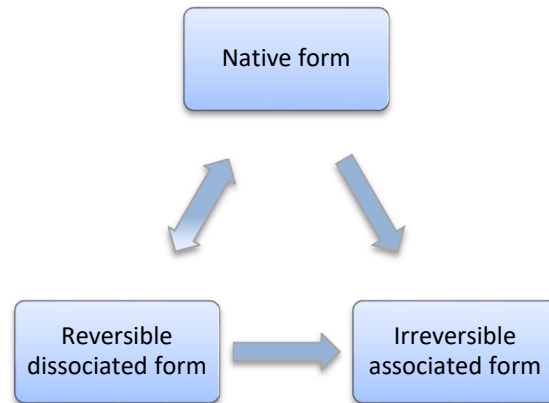 Native form
Reversible
dissociated form
Irreversible
associated form